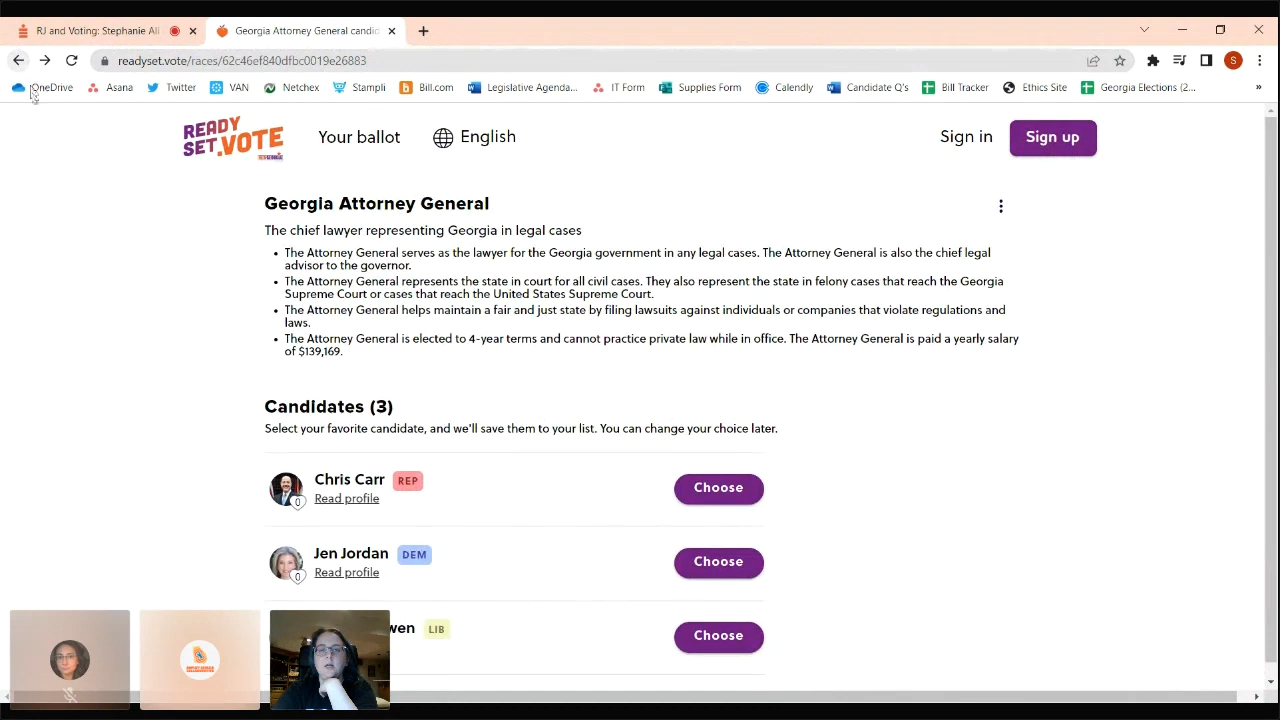 RJ and Voting: Stephanie Ali
Georgia Attorney General candid
readyset.vote/races/62c46ef840dfbc0019e26883
S
OneDrive Asana Twitter VAN Netchex Stampli Bill.com Legislative Agenda... IT Form Supplies Form Calendly Candidate Q's Bill Tracker Ethics Site Georgia Elections (2... »
READY SET.VOTE Your ballot English Sign in Sign up
Georgia Attorney General
The chief lawyer representing Georgia in legal cases
• The Attorney General serves as the lawyer for the Georgia government in any legal cases. The Attorney General is also the chief legal
advisor to the governor.
• The Attorney General represents the state in court for all civil cases. They also represent the state in felony cases that reach the Georgia
Supreme Court or cases that reach the United States Supreme Court.
• The Attorney General helps maintain a fair and just state by filing lawsuits against individuals or companies that violate regulations and
laws.
• The Attorney General is elected to 4-year terms and cannot practice private law while in office. The Attorney General is paid a yearly salary
of $139,169.
Candidates (3)
Select your favorite candidate, and we'll save them to your list. You can change your choice later.
Chris Carr REP
0 Read profile Choose
Jen Jordan DEM
0 Read profile Choose
wen LIB
Choose